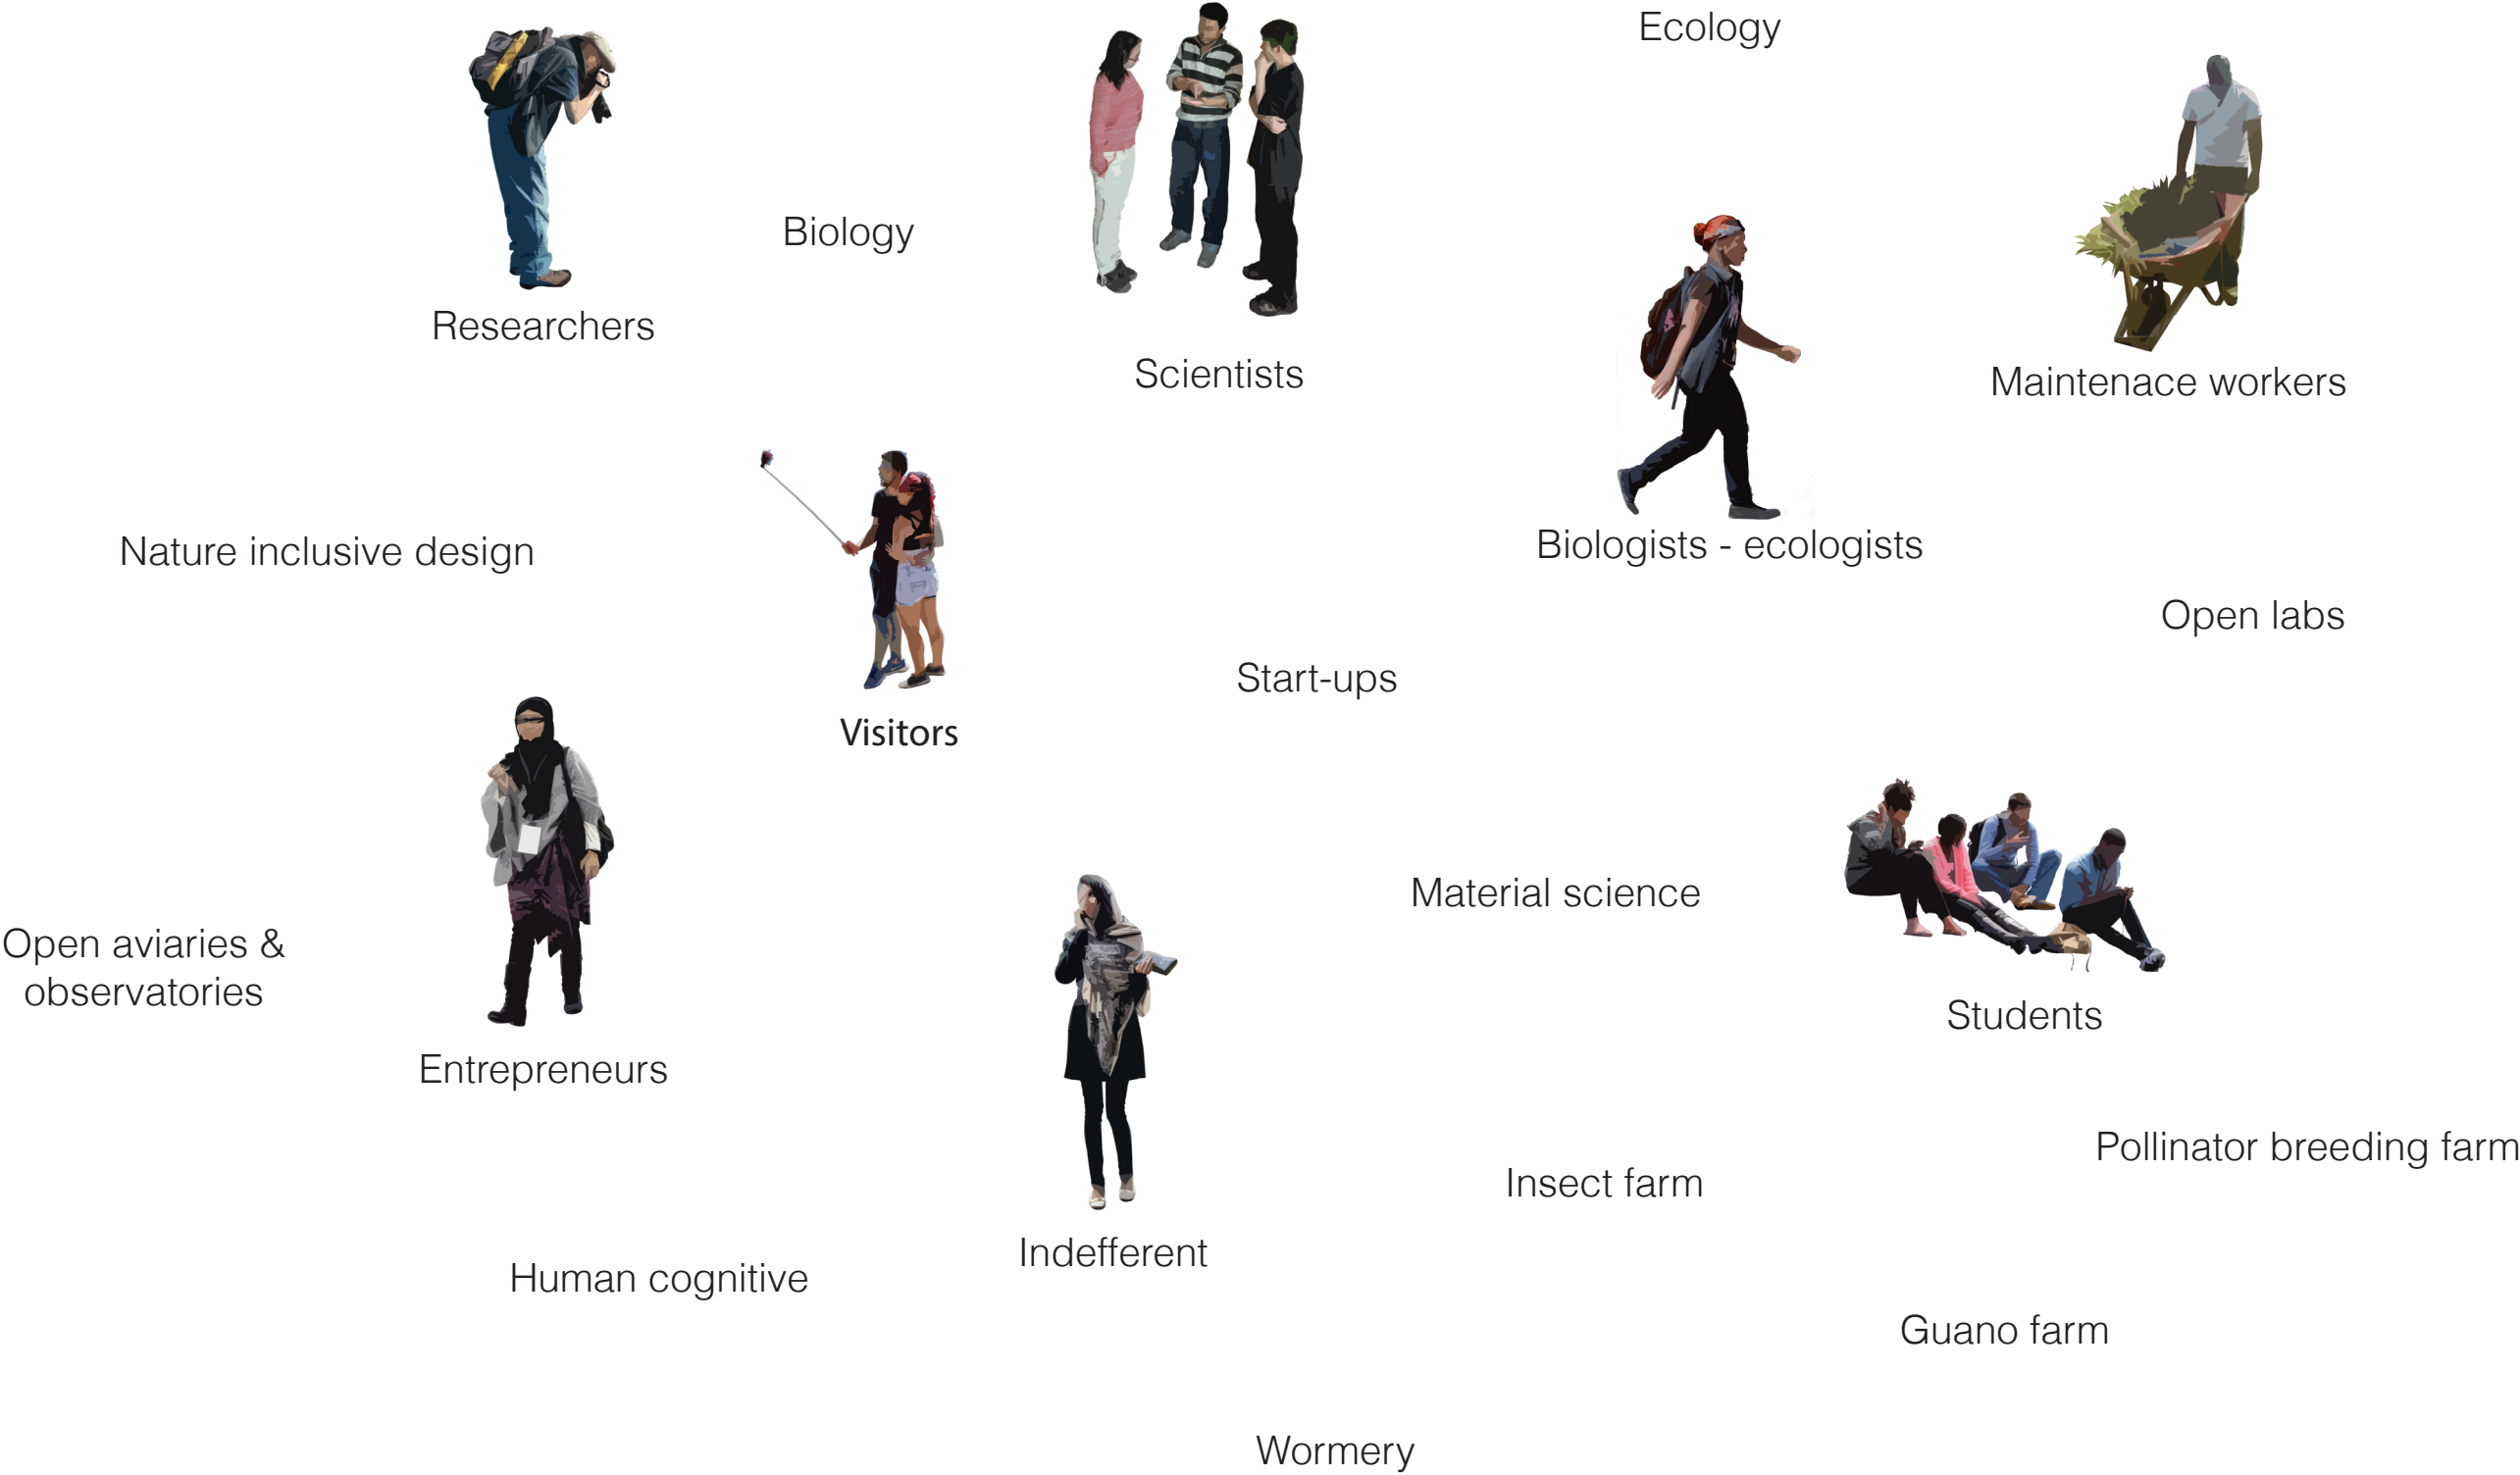 Ecology
Biology
Researchers
Scientists
Maintenace workers
Nature inclusive design
Biologists - ecologists
Open labs
Start-ups
Visitors
Material science
Open aviaries &
observatories
Students
Entrepreneurs
Pollinator breeding farm
Insect farm
Indefferent
Human cognitive
Guano farm
Wormery